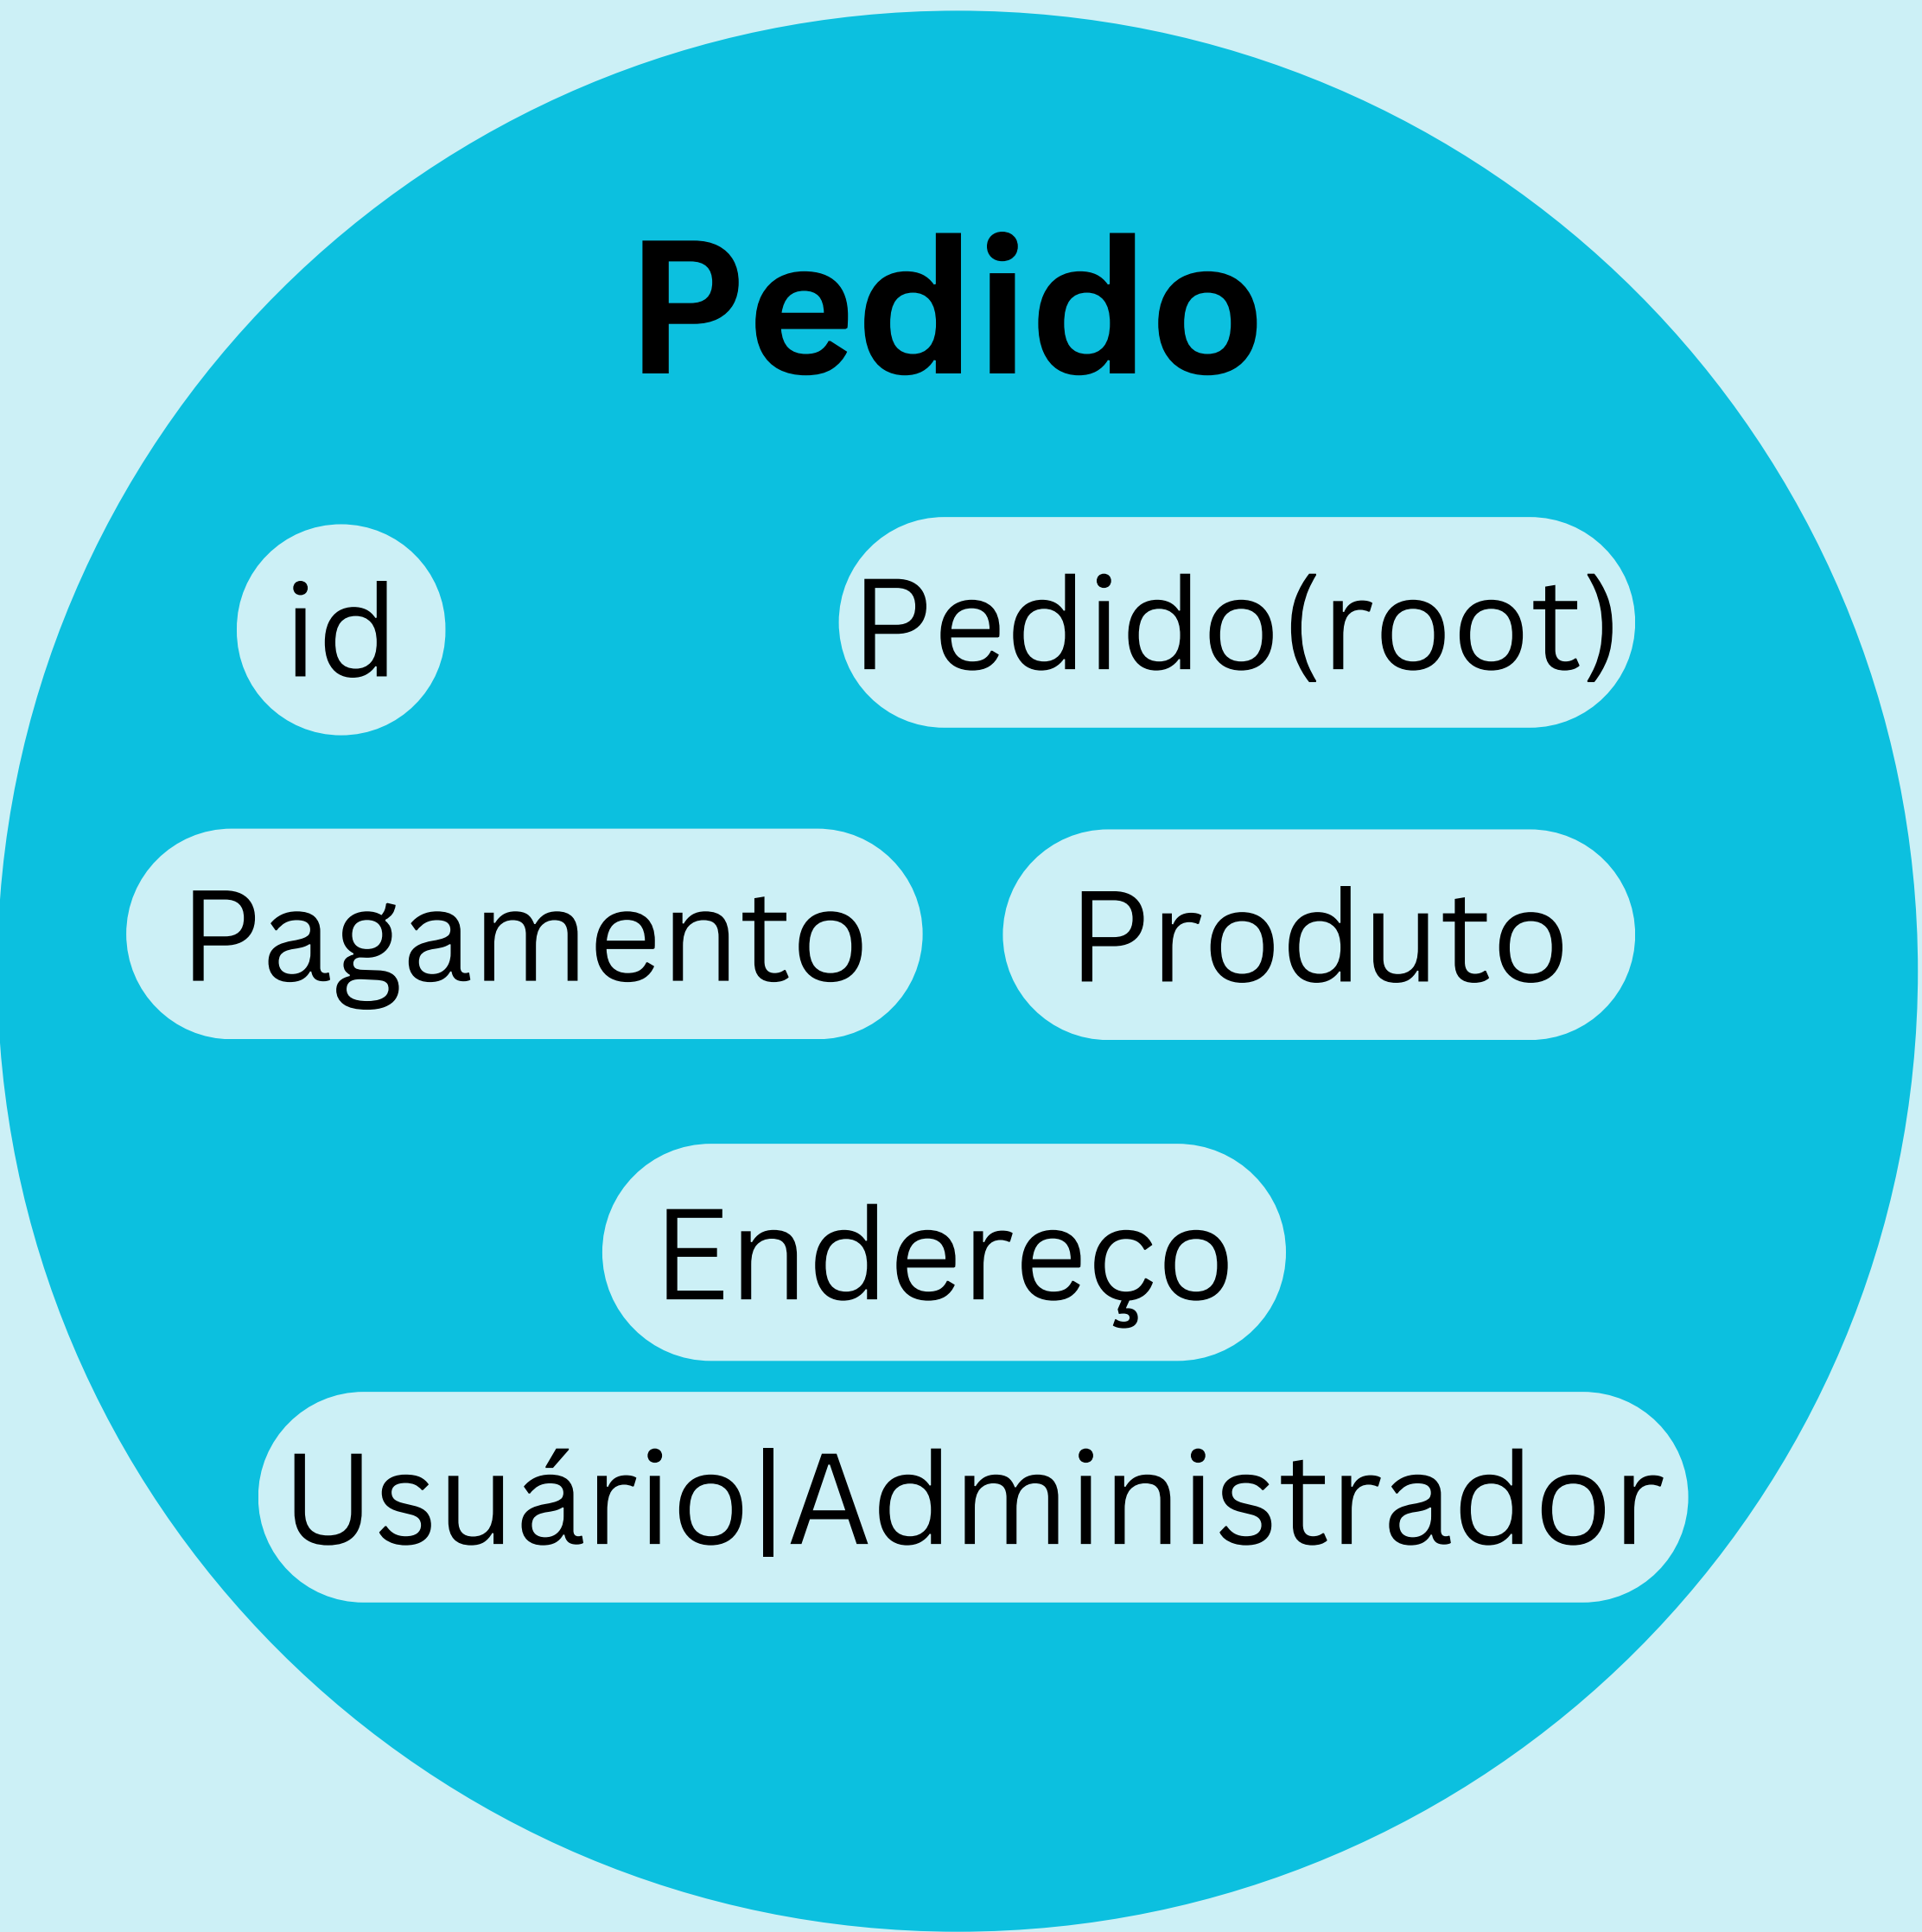 Pedido
id
Pedido(root)
Pagamento
Produto
Endereço
Usuário|Administrador